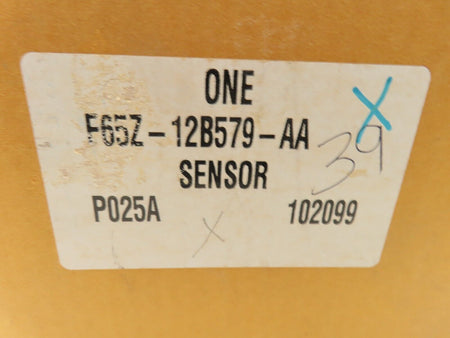 ONE
X
F65Z-12B579-AA
39
SENSOR
P025A 102099
X